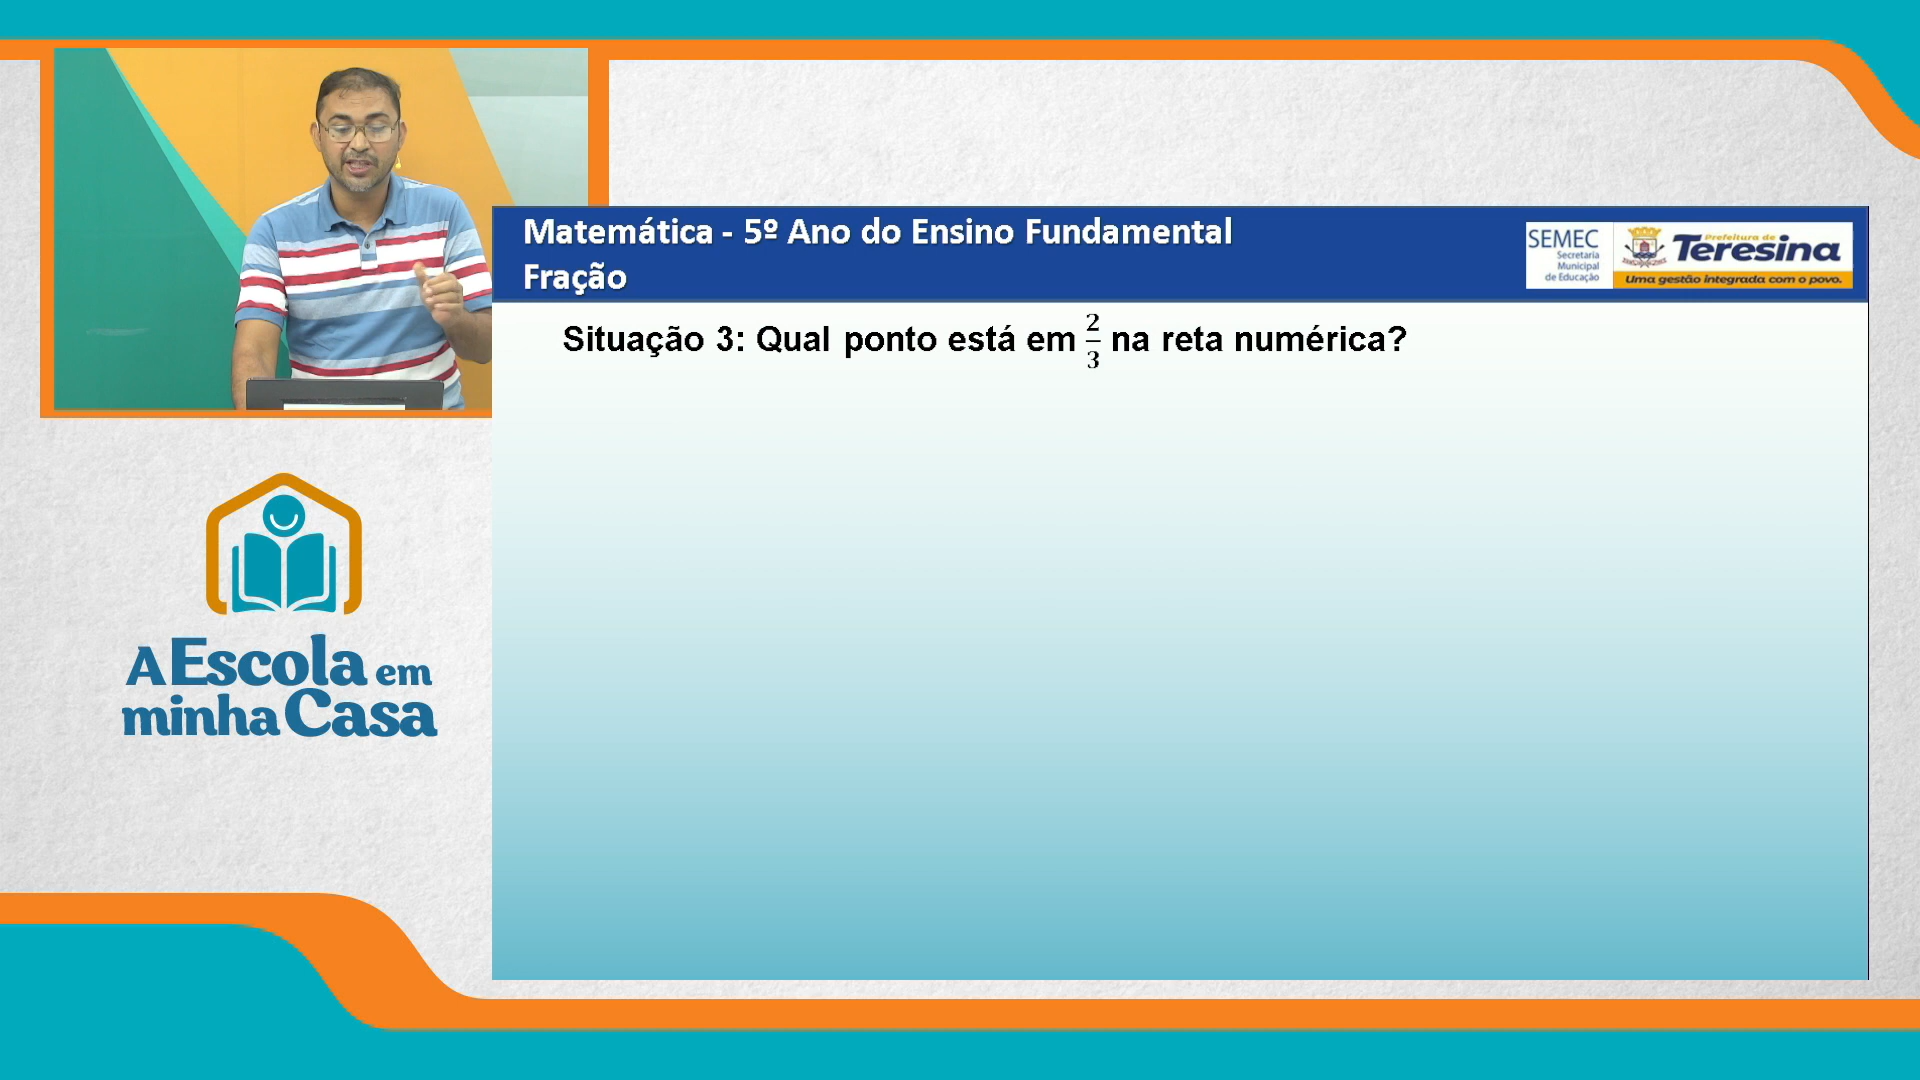 Matemática - 5º Ano do Ensino Fundamental
Fração
SEMEC
Secretaria
Municipal
de Educação
Prefeitura de
Teresina
Uma gestão integrada com o povo.
Situação 3: Qual ponto está em 2/3 na reta numérica?
A Escola em
minha Casa